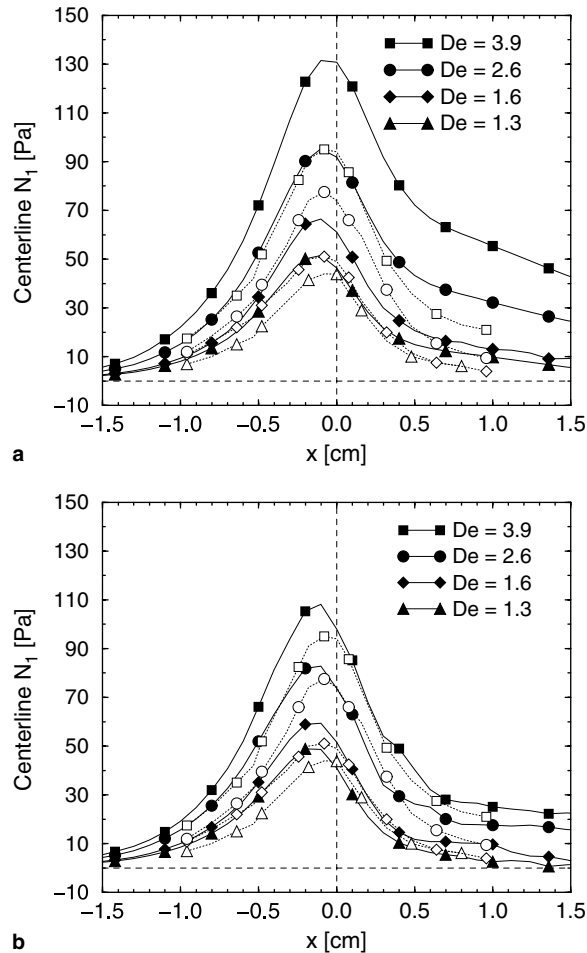 150
130
110
90
70
50
30
10
−10
Centerline N1 [Pa]
De = 3.9
De = 2.6
De = 1.6
De = 1.3
−1.5 −1.0 −0.5 0.0 0.5 1.0 1.5
x [cm]
a
150
130
110
90
70
50
30
10
−10
Centerline N1 [Pa]
De = 3.9
De = 2.6
De = 1.6
De = 1.3
−1.5 −1.0 −0.5 0.0 0.5 1.0 1.5
x [cm]
b